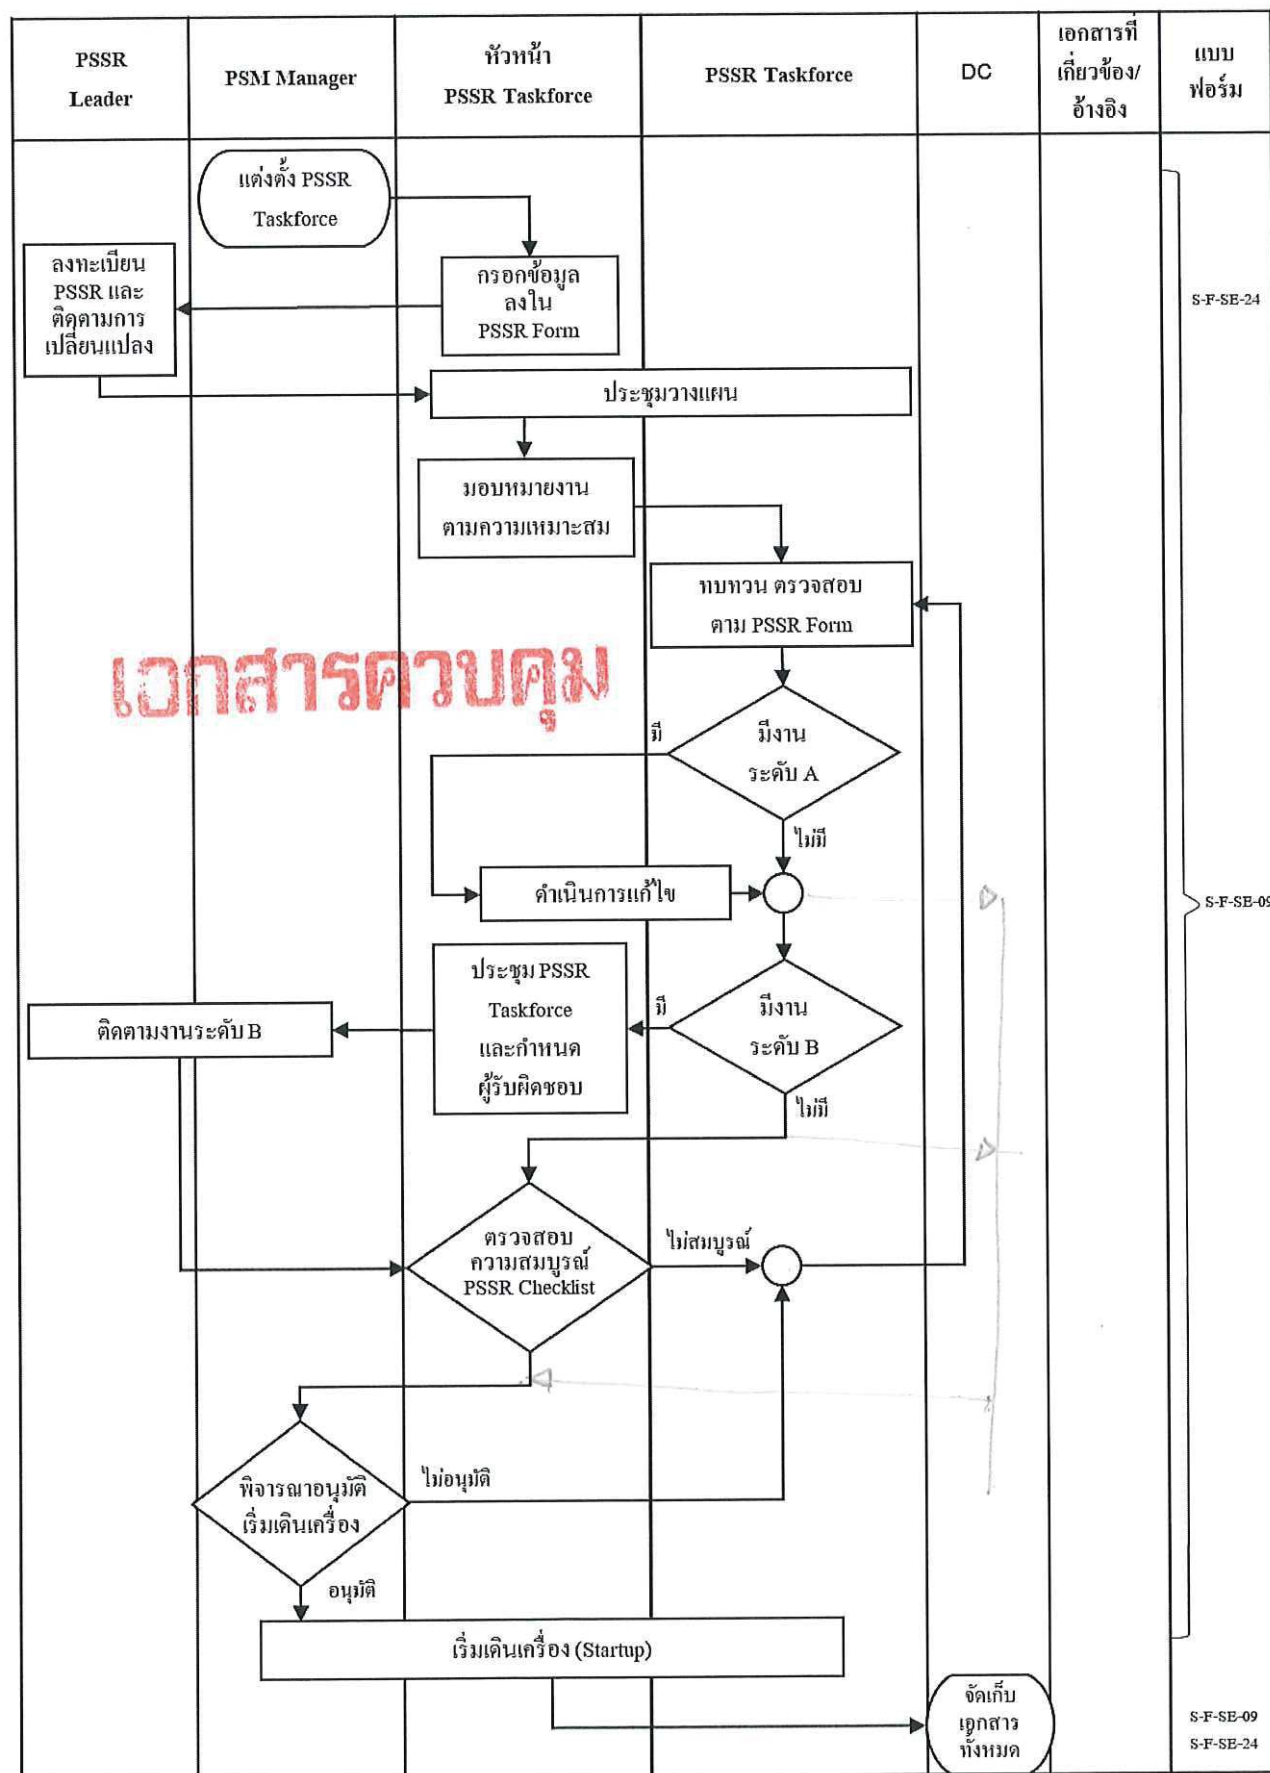 PSSR
Leader
PSM Manager
หัวหน้า
PSSR Taskforce
PSSR Taskforce
DC
เอกสารที่
เกี่ยวข้อง/
อ้างอิง
แบบ
ฟอร์ม
แต่งตั้ง PSSR
Taskforce
ลงทะเบียน
PSSR และ
ติดตามการ
เปลี่ยนแปลง
กรอกข้อมูล
ลงใน
PSSR Form
S-F-SE-24
ประชุมวางแผน
มอบหมายงาน
ตามความเหมาะสม
ทบทวน ตรวจสอบ
ตาม PSSR Form
เอกสารควบคุม
มี
มีงาน
ระดับ A
ไม่มี
ดำเนินการแก้ไข
S-F-SE-09
ประชุม PSSR
Taskforce
และกำหนด
ผู้รับผิดชอบ
มี
มีงาน
ระดับ B
ติดตามงานระดับ B
ไม่มี
ตรวจสอบ
ความสมบูรณ์
PSSR Checklist
ไม่สมบูรณ์
พิจารณาอนุมัติ
เริ่มเดินเครื่อง
ไม่อนุมัติ
อนุมัติ
เริ่มเดินเครื่อง (Startup)
จัดเก็บ
เอกสาร
ทั้งหมด
S-F-SE-09
S-F-SE-24